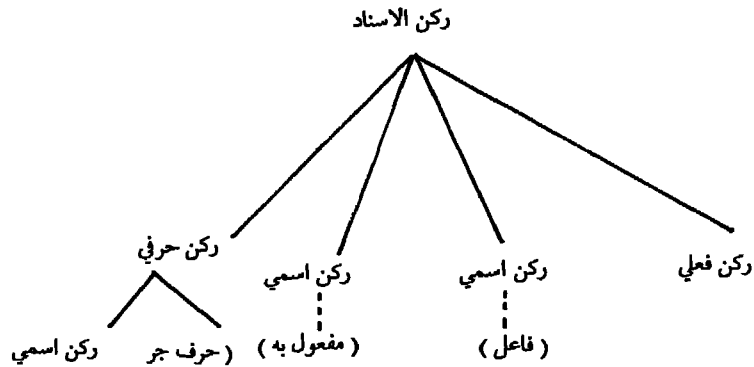 ركن الاسناد
ركن فعلي
ركن اسمي
ركن اسمي
ركن حرفي
( فاعل )
( مفعول به )
( حرف جر
ركن اسمي